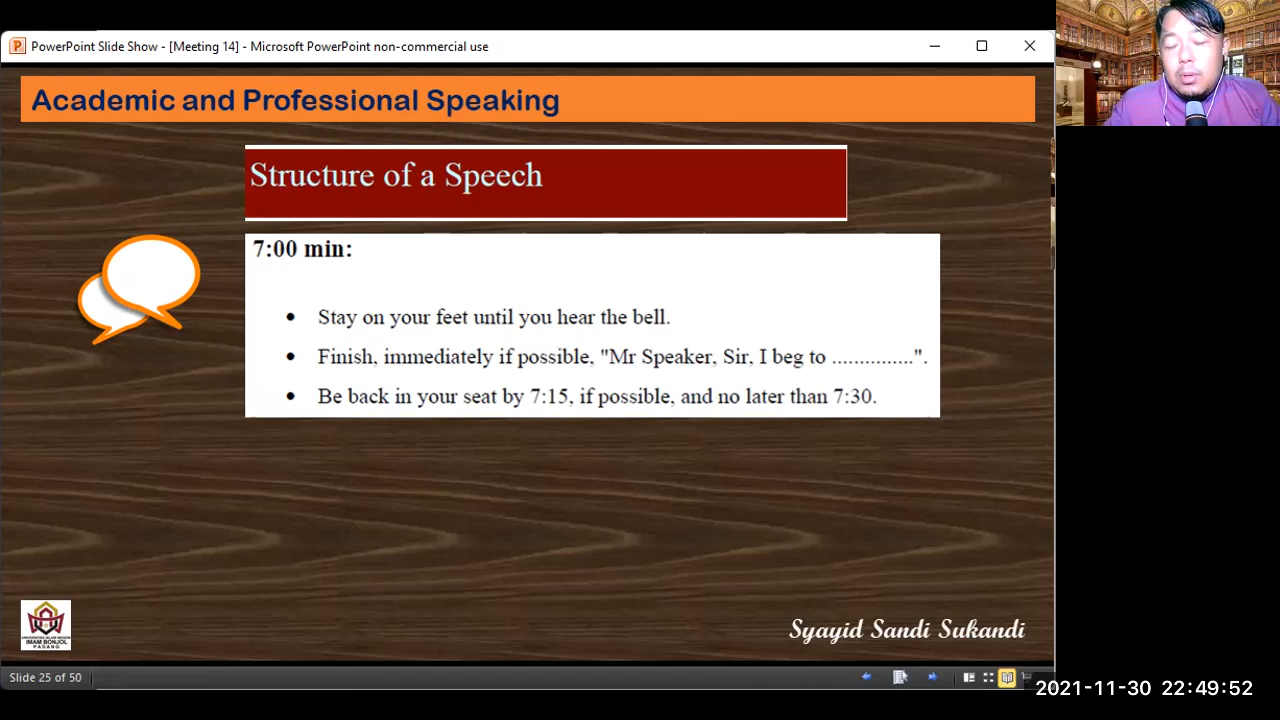 PowerPoint Slide Show - [Meeting 14] - Microsoft PowerPoint non-commercial use
Academic and Professional Speaking
Structure of a Speech
7:00 min:
• Stay on your feet until you hear the bell.
• Finish, immediately if possible, "Mr Speaker, Sir, I beg to ...............".
• Be back in your seat by 7:15, if possible, and no later than 7:30.
UNIVERSITAS ISLAM NEGERI
IMAM BONJOL
PADANG
Syayid Sandi Sukandi
Slide 25 of 50
2021-11-30 22:49:52